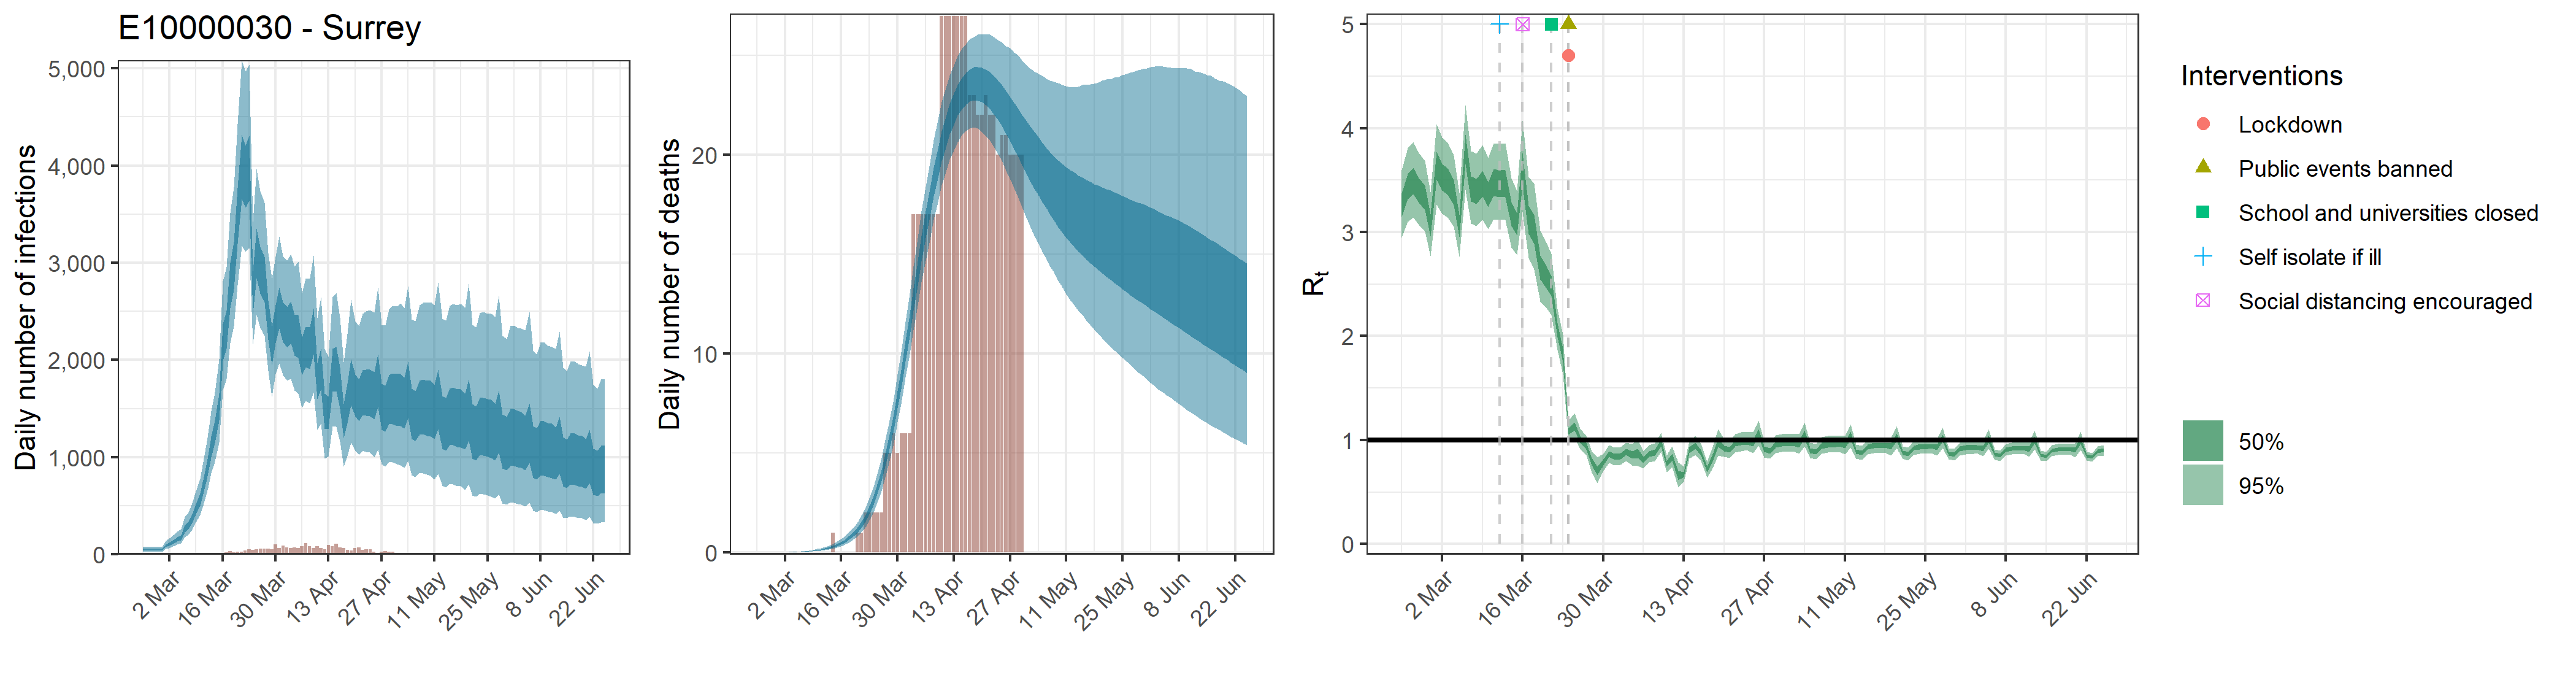 E10000030 - Surrey
Daily number of infections
5,000
4,000
3,000
2,000
1,000
0
2 Mar
16 Mar
30 Mar
13 Apr
27 Apr
11 May
25 May
8 Jun
22 Jun
Daily number of deaths
20
10
0
2 Mar
16 Mar
30 Mar
13 Apr
27 Apr
11 May
25 May
8 Jun
22 Jun
Rt
5
4
3
2
1
0
2 Mar
16 Mar
30 Mar
13 Apr
27 Apr
11 May
25 May
8 Jun
22 Jun
Interventions
Lockdown
Public events banned
School and universities closed
Self isolate if ill
Social distancing encouraged
50%
95%